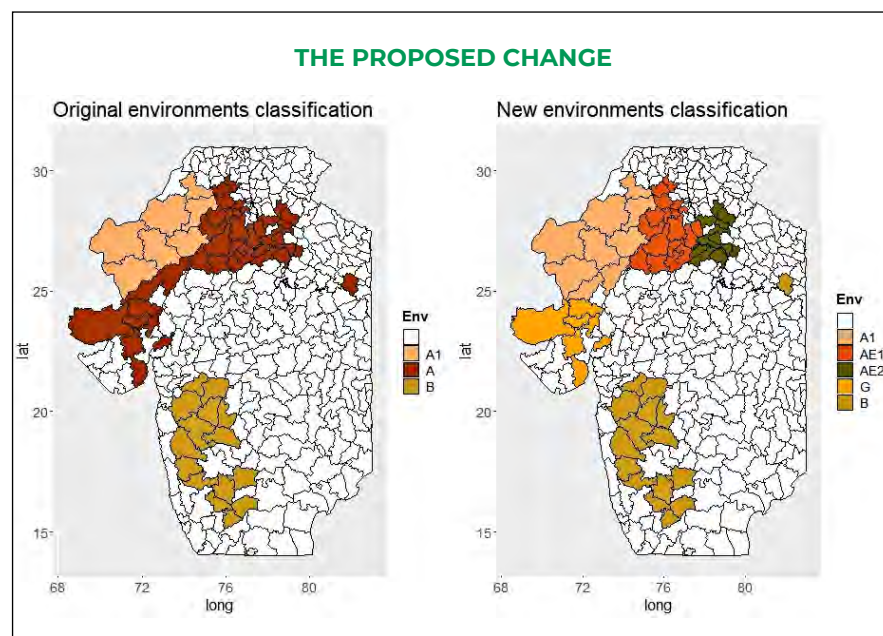 THE PROPOSED CHANGE
Original environments classification
30
25
20
15
lat
68
72
76
80
long
Env
A1
A
B
New environments classification
30
25
20
15
lat
68
72
76
80
long
Env
A1
AE1
AE2
G
B